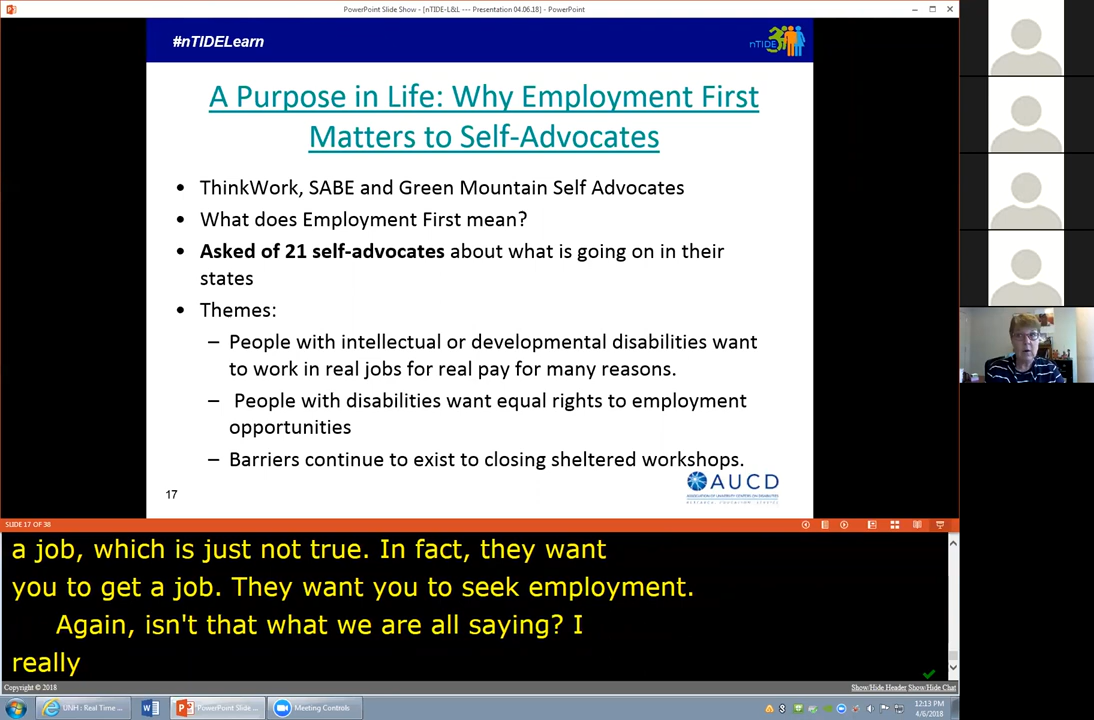 PowerPoint Slide Show - [nTIDE-L&L --- Presentation 04.06.18] - PowerPoint
#nTIDELearn
nTIDE
A Purpose in Life: Why Employment First
Matters to Self-Advocates
• ThinkWork, SABE and Green Mountain Self Advocates
• What does Employment First mean?
• Asked of 21 self-advocates about what is going on in their
states
• Themes:
– People with intellectual or developmental disabilities want
to work in real jobs for real pay for many reasons.
– People with disabilities want equal rights to employment
opportunities
– Barriers continue to exist to closing sheltered workshops.
AUCD
ASSOCIATION OF UNIVERSITY CENTERS ON DISABILITIES
17
SLIDE 17 OF 38
a job, which is just not true. In fact, they want
you to get a job. They want you to seek employment.
Again, isn't that what we are all saying? I
really
Copyright © 2018
Show/Hide Header Show/Hide Chat
UNH : Real Time ...
PowerPoint Slide ...
Meeting Controls
12:13 PM
4/6/2018